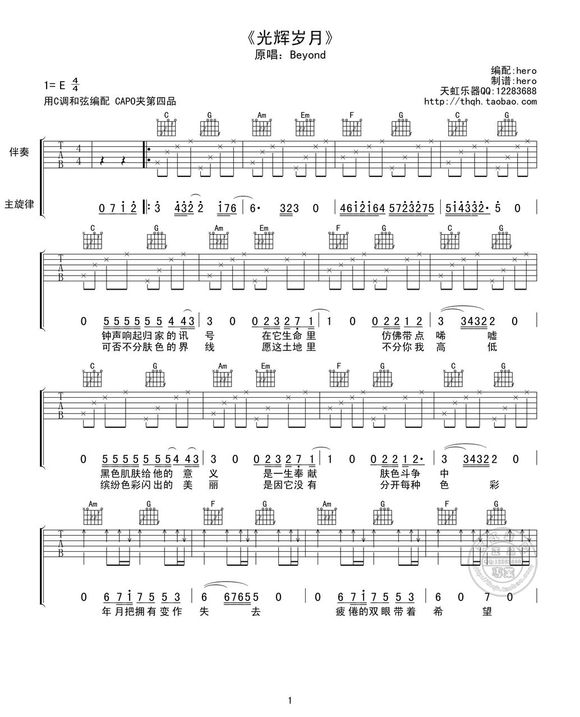 《光辉岁月》
原唱：Beyond
编配:hero
制谱:hero
天虹乐器QQ:12283688
http://thqh.taobao.com
1= E 4/4
用C调和弦编配 CAPO夹第四品
C G Am Em F G C G
伴奏 T A B 4 4
主旋律 0 7 1 2 3 4 3 2 2 1 7 6 6· 3 2 3 0 4 6 1 2 1 6 4 5 7 2 3 2 7 5 5 1 4 3 3 2· 5 0
C G Am Em F G C G
T A B
0 5 5 5 5 5 5 5 4 4 3 3 0 0 2 3 2 7 1 1 0 0 2 2 1 2 3 3 4 3 2 2 0
钟声响起归家的讯 号 在它生命里 仿佛带点 唏 嘘
可否不分肤色的界 线 愿这土地里 不分你我 高 低
C G Am Em F G C G
T A B
0 5 5 5 5 5 5 5 5 4 4 3 3 0 0 2 3 2 1 1 0 0 2 2 1 2· 3 3 4 3 2 2 0
黑色肌肤给他的 意 义 是一生奉献 肤色斗争 中
缤纷色彩闪出的 美 丽 是因它没有 分开每种 色 彩
Am G F G Am G F G
T A B
0 6 7 1 7 5 5 3 6 6 7 6 5 5 0 0 6 7 1 7 5 5 3 6 0 7 0
年月把拥有变作 失 去 疲倦的双眼带着 希 望
1